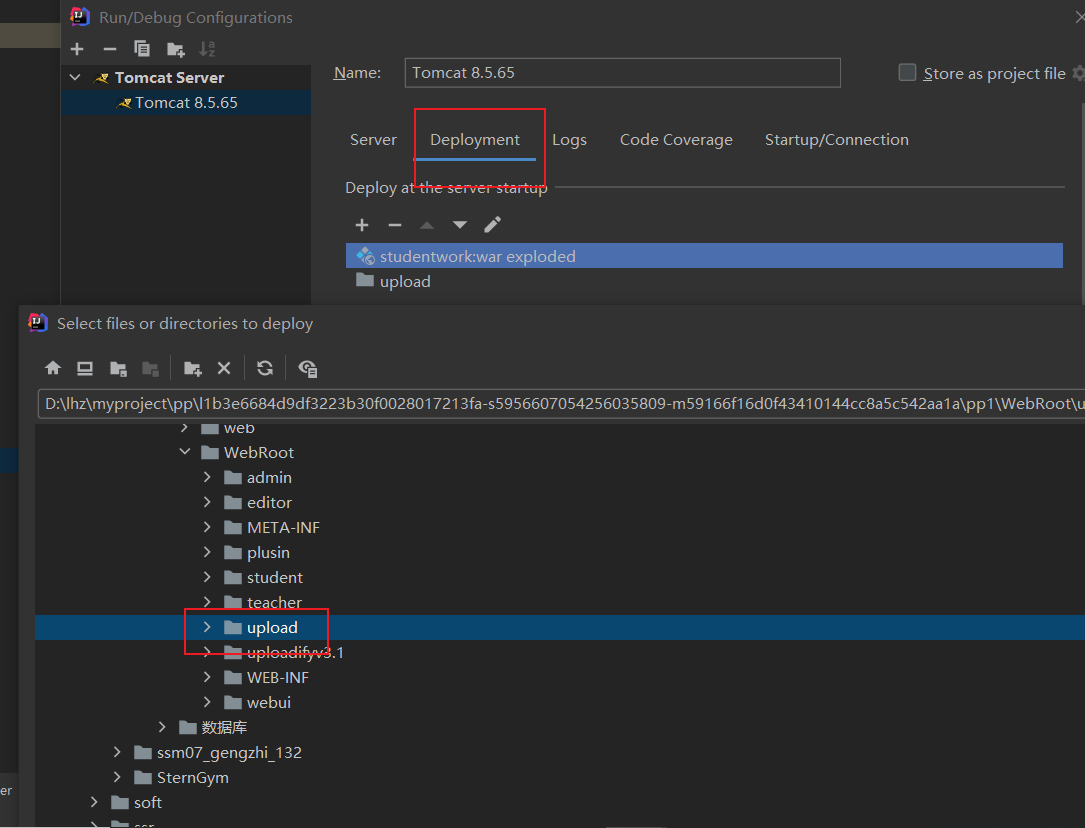 Run/Debug Configurations
Tomcat Server
Tomcat 8.5.65
Name: Tomcat 8.5.65 Store as project file
Server Deployment Logs Code Coverage Startup/Connection
Deploy at the server startup
studentwork:war exploded
upload
Select files or directories to deploy
D:\lhz\myproject\pp\l1b3e6684d9df3223b30f0028017213fa-s5956607054256035809-m59166f16d0f43410144cc8a5c542aa1a\pp1\WebRoot\u
web
WebRoot
admin
editor
META-INF
plusin
student
teacher
upload
uploadifyv3.1
WEB-INF
webui
数据库
ssm07_gengzhi_132
SternGym
er
soft